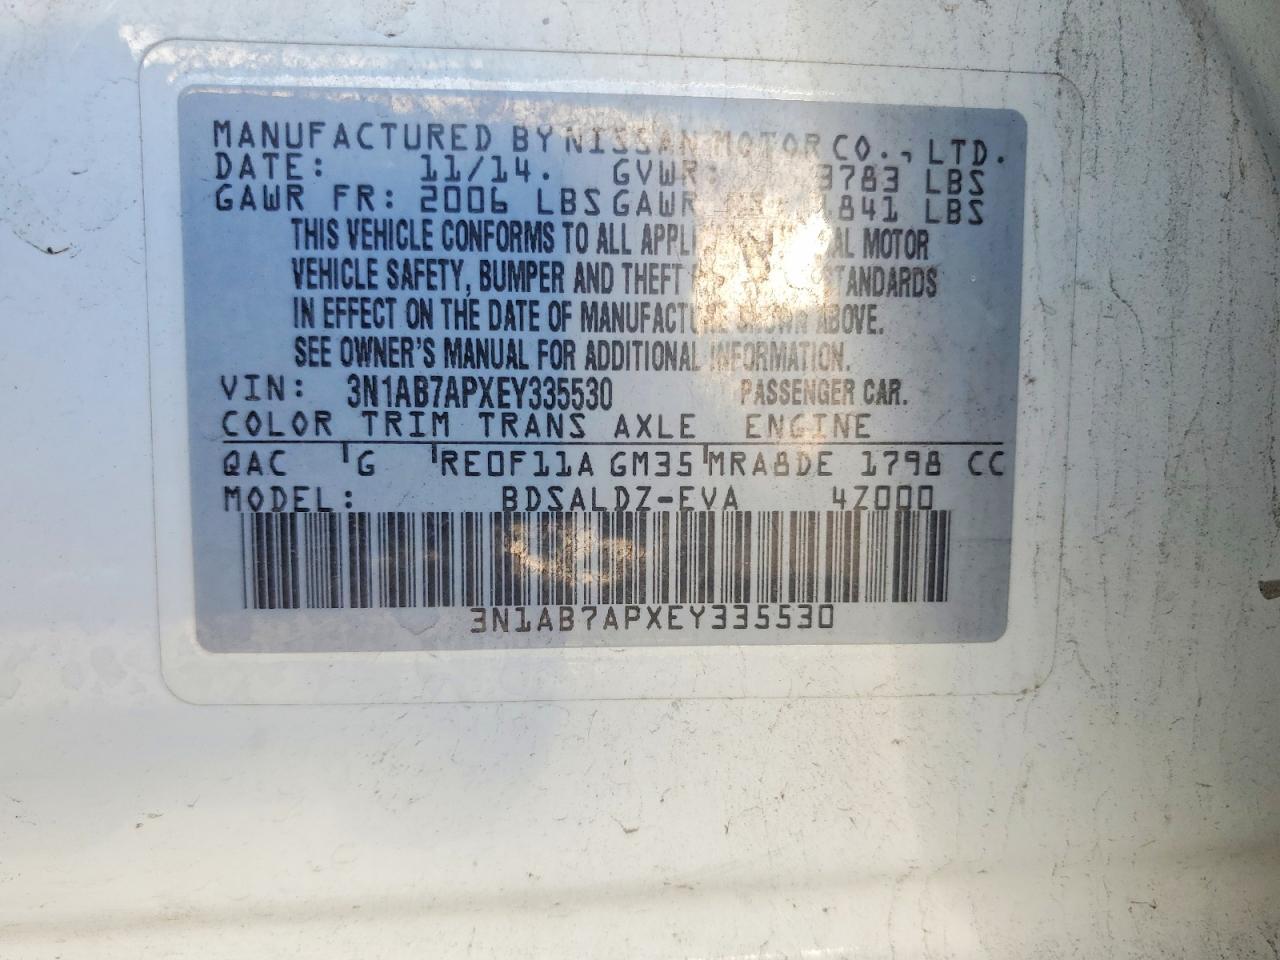 MANUFACTURED BY NISSAN MOTOR CO., LTD.
DATE: 11/14. GVWR: 3783 LBS
GAWR FR: 2006 LBS GAWR 1841 LBS
THIS VEHICLE CONFORMS TO ALL MOTOR
VEHICLE SAFETY, BUMPER AND THEFT STANDARDS
IN EFFECT ON THE DATE OF MANUFACTURE SHOWN ABOVE.
SEE OWNER'S MANUAL FOR ADDITIONAL INFORMATION.
VIN: 3N1AB7APXEY335530 PASSENGER CAR.
COLOR TRIM TRANS AXLE ENGINE
QAC G RE0F11A GM35 MRA8DE 1798 CC
MODEL: BDSALDZ-EVA 4Z000
3N1AB7APXEY335530